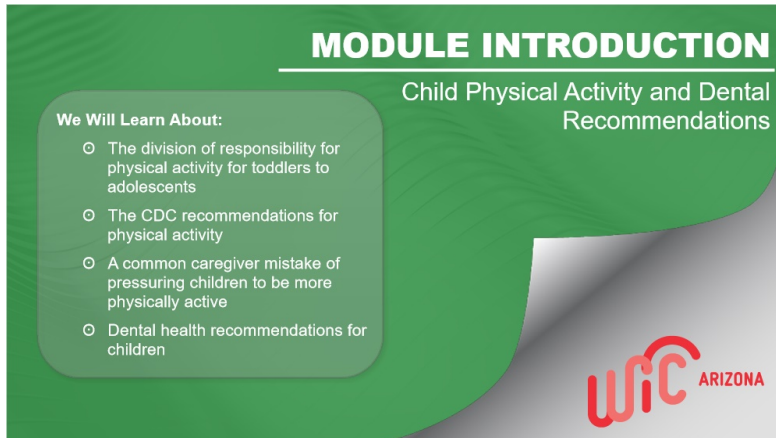 MODULE INTRODUCTION
Child Physical Activity and Dental
Recommendations
We Will Learn About:
⊙ The division of responsibility for
physical activity for toddlers to
adolescents
⊙ The CDC recommendations for
physical activity
⊙ A common caregiver mistake of
pressuring children to be more
physically active
⊙ Dental health recommendations for
children
WIC ARIZONA